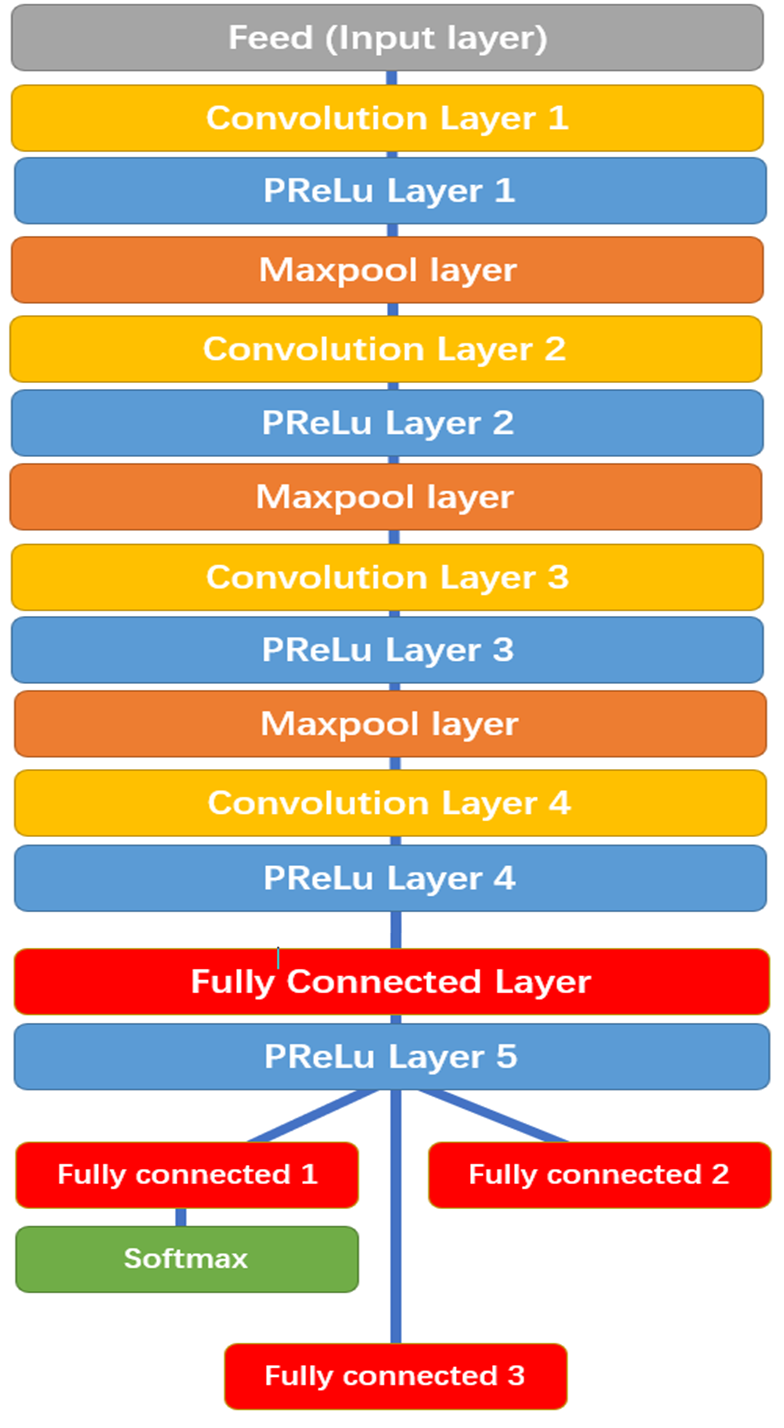 Feed (Input layer)
Convolution Layer 1
PReLu Layer 1
Maxpool layer
Convolution Layer 2
PReLu Layer 2
Maxpool layer
Convolution Layer 3
PReLu Layer 3
Maxpool layer
Convolution Layer 4
PReLu Layer 4
Fully Connected Layer
PReLu Layer 5
Fully connected 1
Fully connected 2
Softmax
Fully connected 3